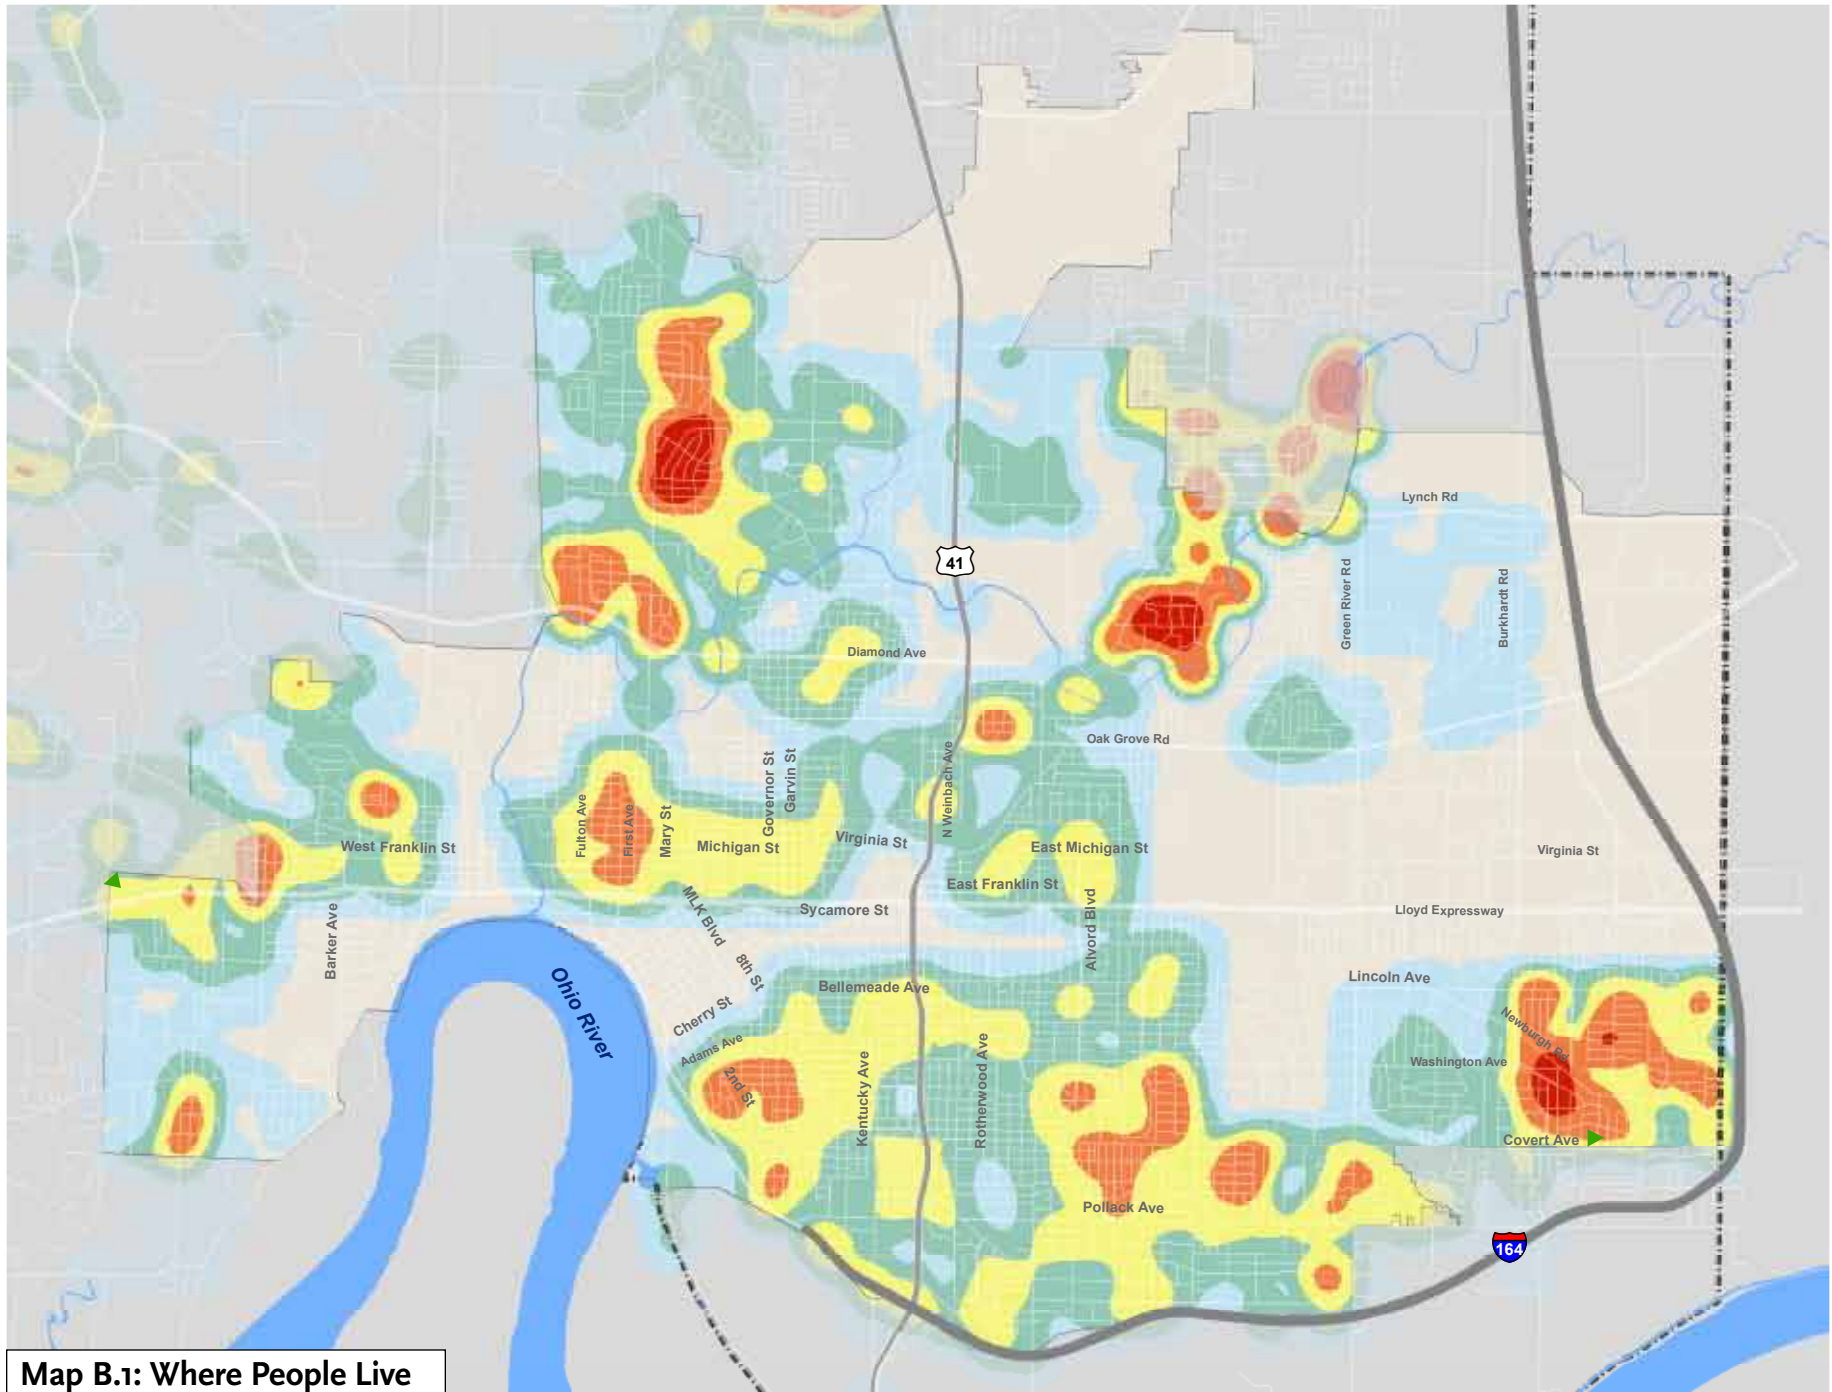 Lynch Rd
41
Green River Rd
Burkhardt Rd
Diamond Ave
Oak Grove Rd
Governor St
Garvin St
N Weinbach Ave
Fulton Ave
First Ave
Mary St
West Franklin St
Michigan St
Virginia St
East Michigan St
Virginia St
East Franklin St
Sycamore St
Lloyd Expressway
MLK Blvd
Alvord Blvd
Barker Ave
8th St
Lincoln Ave
Bellemeade Ave
Ohio River
Cherry St
Newburgh Rd
Adams Ave
Washington Ave
2nd St
Kentucky Ave
Rotherwood Ave
Covert Ave
Pollack Ave
164
Map B.1: Where People Live